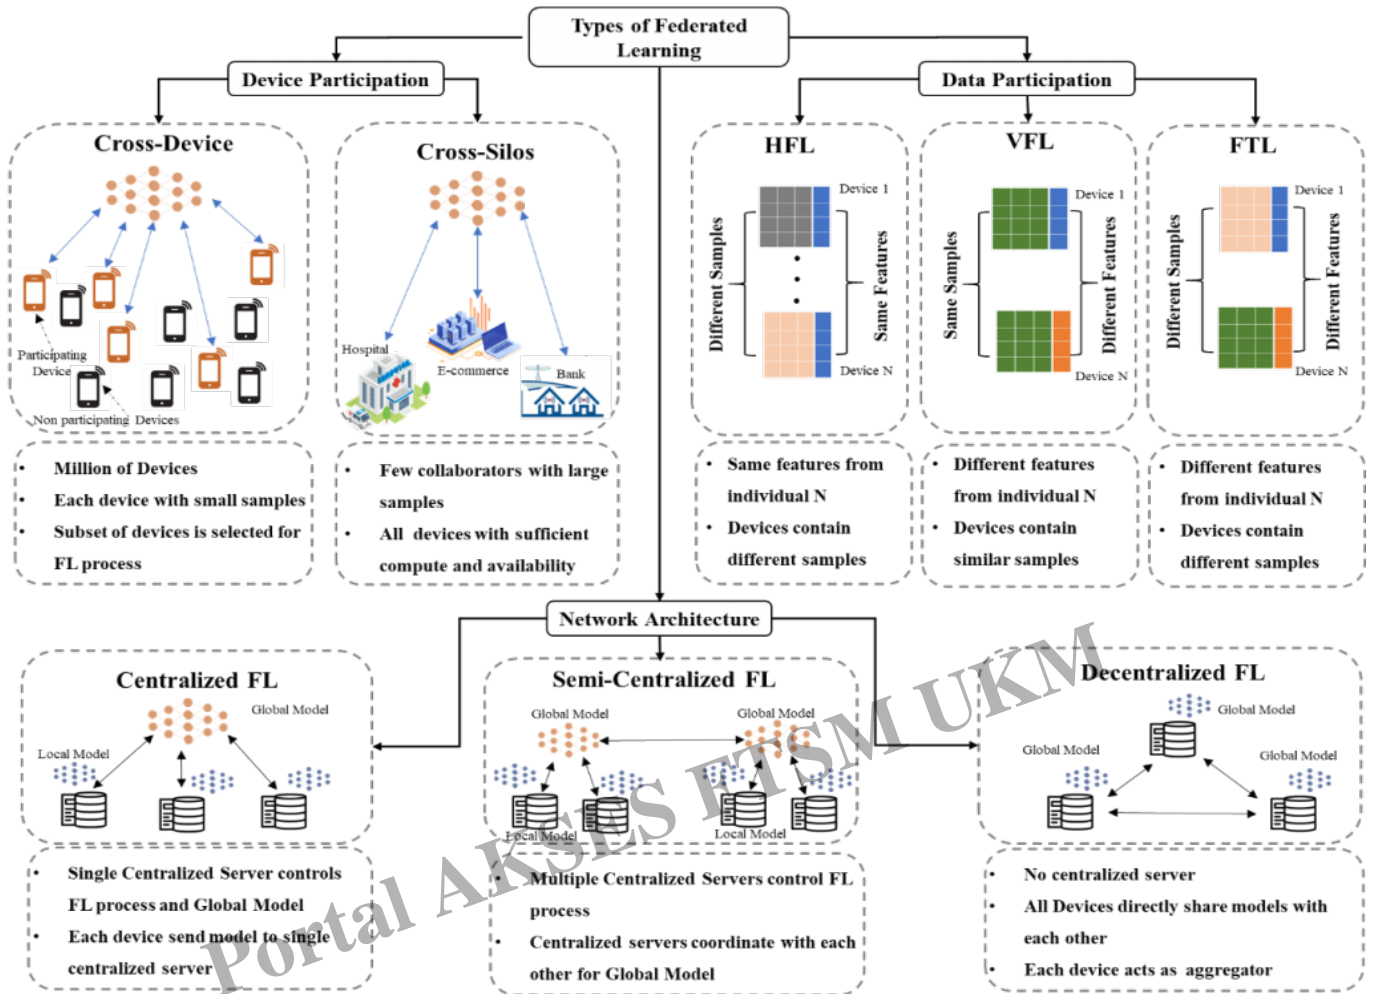 Types of Federated
Learning
Device Participation
Data Participation
Cross-Device
Participating
Device
Non participating Devices
Cross-Silos
Hospital
E-commerce
Bank
HFL
Device 1
Different Samples
Same Features
Device N
VFL
Device 1
Same Samples
Different Features
Device N
FTL
Device 1
Different Samples
Different Features
Device N
• Million of Devices
• Each device with small samples
• Subset of devices is selected for
FL process
• Few collaborators with large
samples
• All devices with sufficient
compute and availability
• Same features from
individual N
• Devices contain
different samples
• Different features
from individual N
• Devices contain
similar samples
• Different features
from individual N
• Devices contain
different samples
Network Architecture
Centralized FL
Global Model
Local Model
Semi-Centralized FL
Global Model
Global Model
Local Model
Local Model
Decentralized FL
Global Model
Global Model
Global Model
• Single Centralized Server controls
FL process and Global Model
• Each device send model to single
centralized server
• Multiple Centralized Servers control FL
process
• Centralized servers coordinate with each
other for Global Model
• No centralized server
• All Devices directly share models with
each other
• Each device acts as aggregator
Portal AKSES FTSM UKM